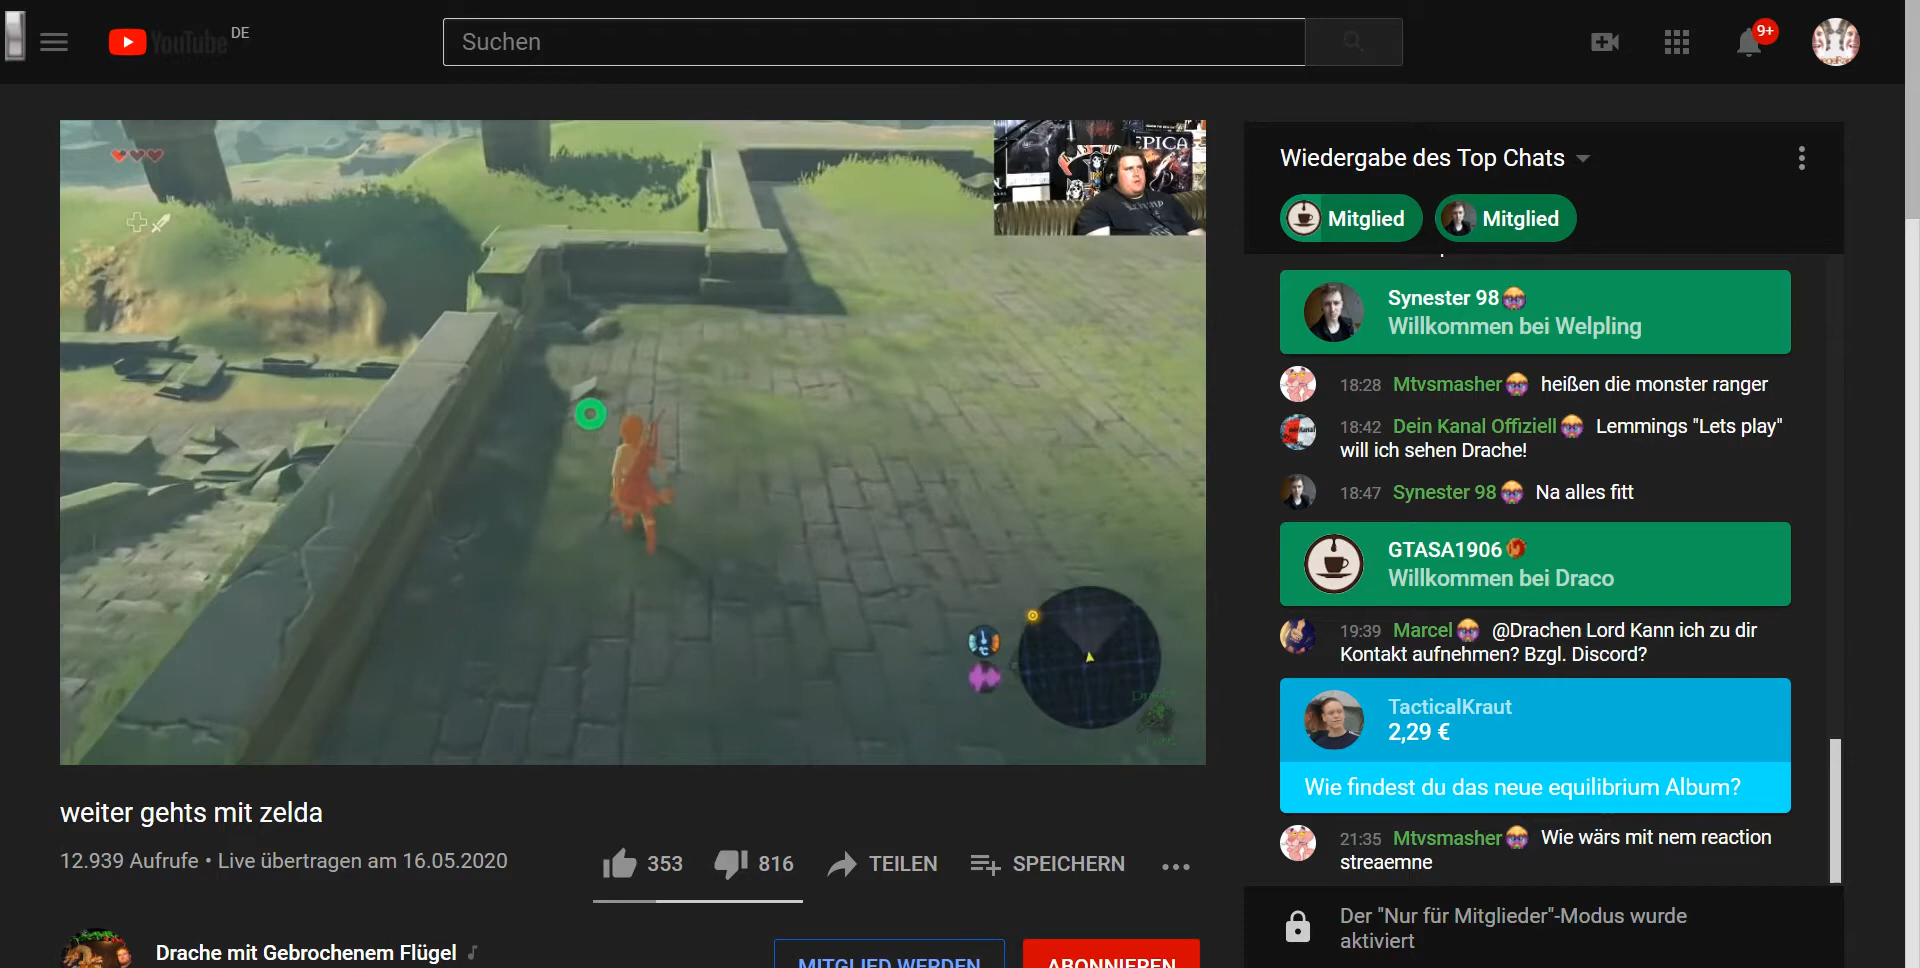 YouTube DE
Suchen
9+
EPICA
Wiedergabe des Top Chats
Mitglied
Mitglied
Synester 98
Willkommen bei Welpling
18:28 Mtvsmasher heißen die monster ranger
18:42 Dein Kanal Offiziell Lemmings "Lets play"
will ich sehen Drache!
18:47 Synester 98 Na alles fitt
GTASA1906
Willkommen bei Draco
19:39 Marcel @Drachen Lord Kann ich zu dir
Kontakt aufnehmen? Bzgl. Discord?
TacticalKraut
2,29 €
Wie findest du das neue equilibrium Album?
21:35 Mtvsmasher Wie wärs mit nem reaction
streaemne
Der "Nur für Mitglieder"-Modus wurde
aktiviert
weiter gehts mit zelda
12.939 Aufrufe • Live übertragen am 16.05.2020
353
816
TEILEN
SPEICHERN
Drache mit Gebrochenem Flügel
MITGLIED WERDEN
ABONNIEREN